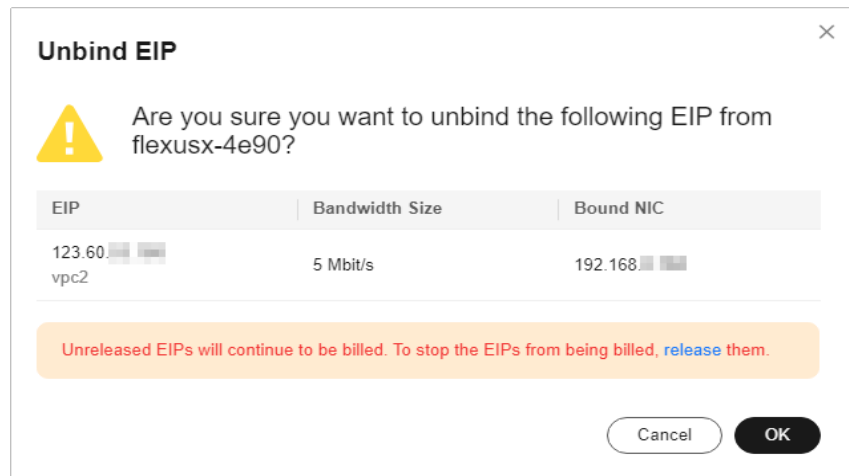 Unbind EIP
Are you sure you want to unbind the following EIP from
flexusx-4e90?
EIP Bandwidth Size Bound NIC
123.60.
vpc2
5 Mbit/s
192.168.
Unreleased EIPs will continue to be billed. To stop the EIPs from being billed, release them.
Cancel OK